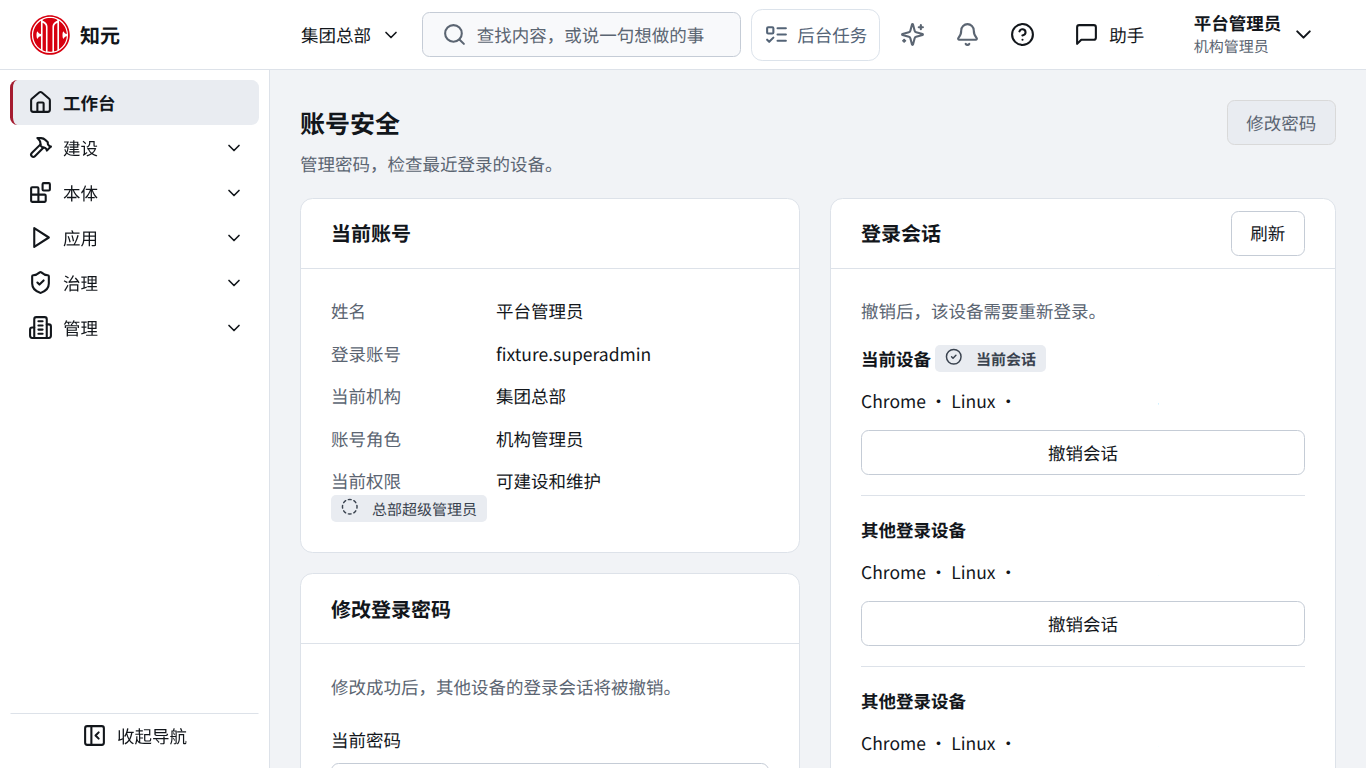 知元
集团总部
查找内容，或说一句想做的事
后台任务
助手
平台管理员
机构管理员
工作台
建设
本体
应用
治理
管理
收起导航
账号安全
修改密码
管理密码，检查最近登录的设备。
当前账号
姓名 平台管理员
登录账号 fixture.superadmin
当前机构 集团总部
账号角色 机构管理员
当前权限 可建设和维护
总部超级管理员
修改登录密码
修改成功后，其他设备的登录会话将被撤销。
当前密码
登录会话
刷新
撤销后，该设备需要重新登录。
当前设备 当前会话
Chrome · Linux ·
撤销会话
其他登录设备
Chrome · Linux ·
撤销会话
其他登录设备
Chrome · Linux ·